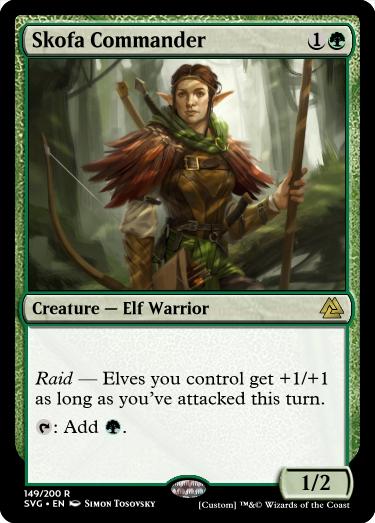 Skofa Commander 1
Creature — Elf Warrior
Raid — Elves you control get +1/+1
as long as you've attacked this turn.
: Add .
1/2
149/200 R
SVG • EN SIMON TOSOVSKY
[Custom] ™&© Wizards of the Coast